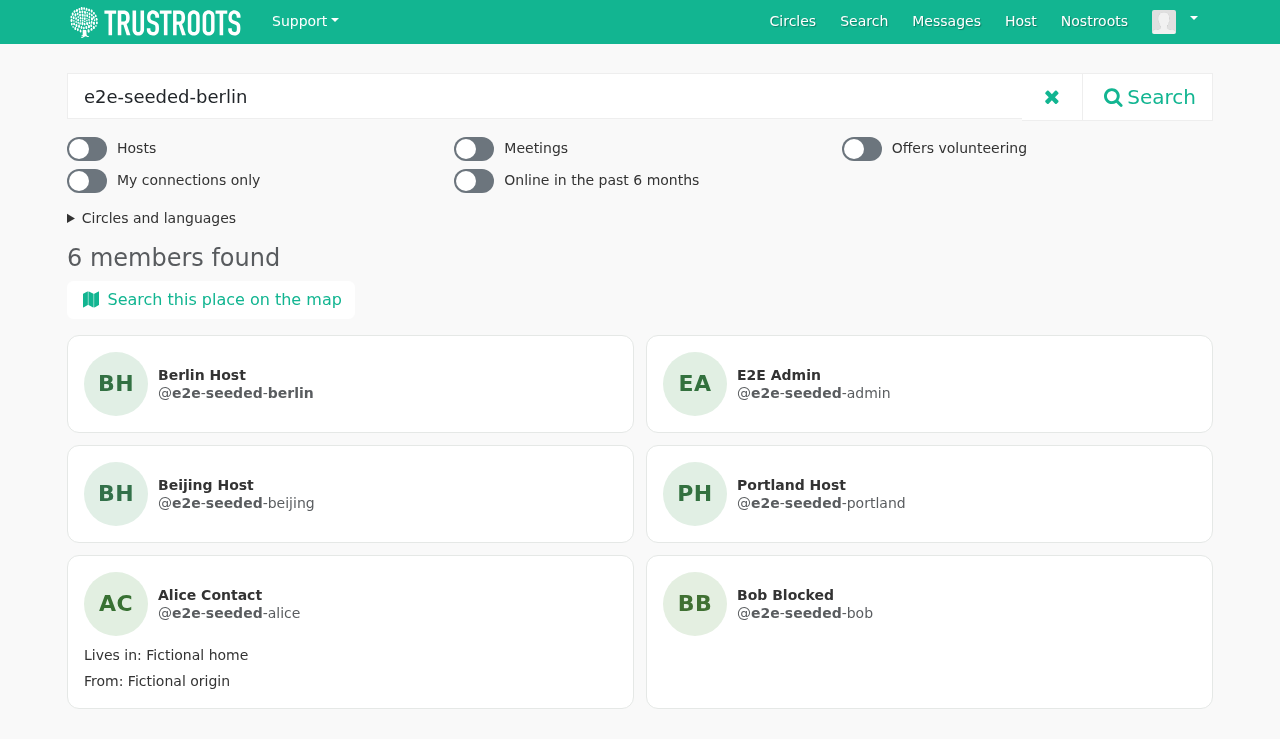 TRUSTROOTS Support Circles Search Messages Host Nostroots
e2e-seeded-berlin Search
Hosts Meetings Offers volunteering
My connections only Online in the past 6 months
Circles and languages
6 members found
Search this place on the map
BH Berlin Host
@e2e-seeded-berlin
EA E2E Admin
@e2e-seeded-admin
BH Beijing Host
@e2e-seeded-beijing
PH Portland Host
@e2e-seeded-portland
AC Alice Contact
@e2e-seeded-alice
Lives in: Fictional home
From: Fictional origin
BB Bob Blocked
@e2e-seeded-bob